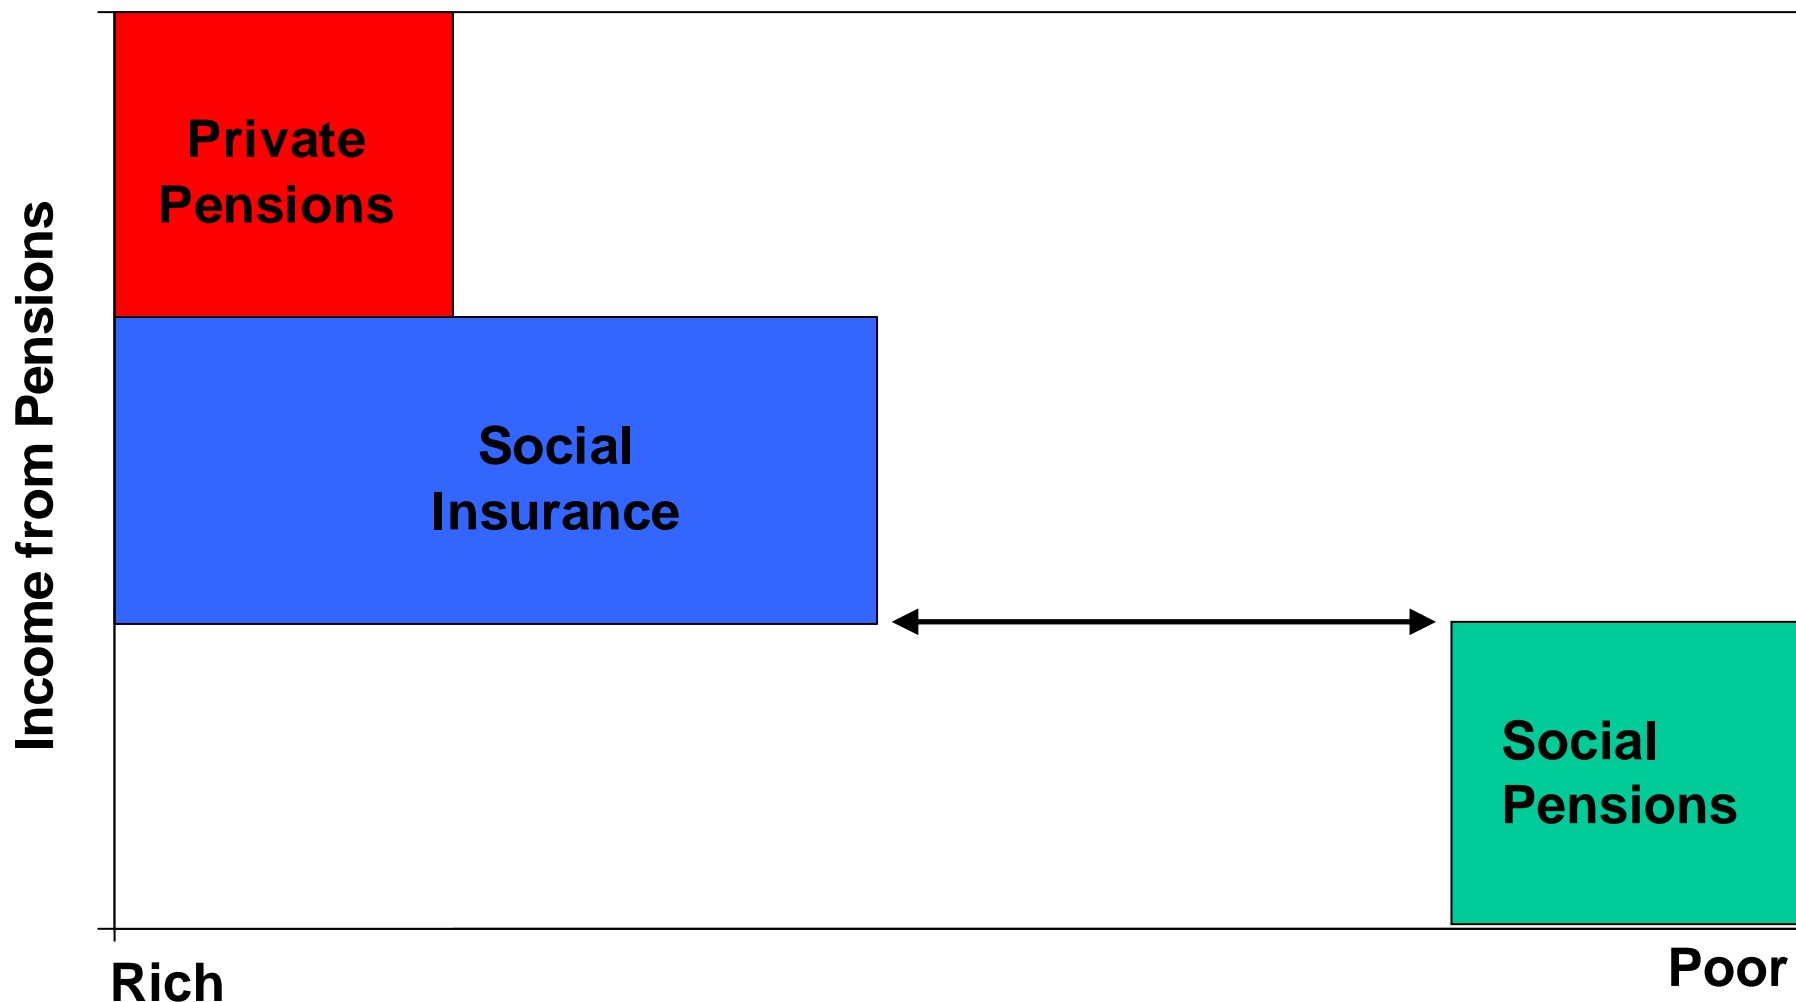 Private
Pensions
Income from Pensions
Social
Insurance
Social
Pensions
Rich
Poor